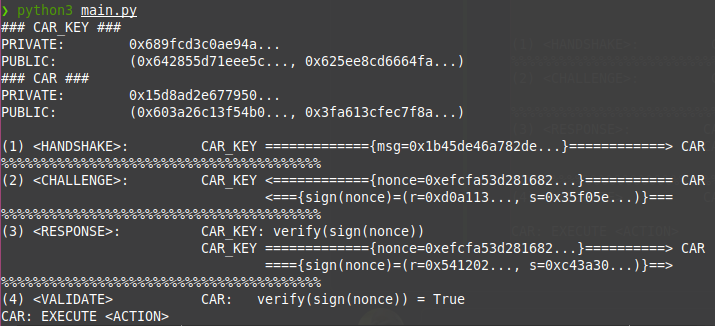 ❯ python3 main.py
### CAR_KEY ###
PRIVATE: 0x689fcd3c0ae94a...
PUBLIC: (0x642855d71eee5c..., 0x625ee8cd6664fa...)
### CAR ###
PRIVATE: 0x15d8ad2e677950...
PUBLIC: (0x603a26c13f54b0..., 0x3fa613cfec7f8a...)
(1) <HANDSHAKE>: CAR_KEY ============={msg=0x1b45de46a782de...}============> CAR
%%%%%%%%%%%%%%%%%%%%%%%%%%%%%%%%%%%%%%%%
(2) <CHALLENGE>: CAR_KEY <============{nonce=0xefcfa53d281682...}=========== CAR
<==={sign(nonce)=(r=0xd0a113..., s=0x35f05e...)}===
%%%%%%%%%%%%%%%%%%%%%%%%%%%%%%%%%%%%%%%%
(3) <RESPONSE>: CAR_KEY: verify(sign(nonce))
CAR_KEY ============={nonce=0xefcfa53d281682...}==========> CAR
===={sign(nonce)=(r=0x541202..., s=0xc43a30...)}==>
%%%%%%%%%%%%%%%%%%%%%%%%%%%%%%%%%%%%%%%%
(4) <VALIDATE> CAR: verify(sign(nonce)) = True
CAR: EXECUTE <ACTION>